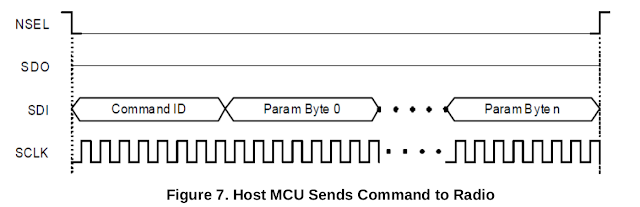 NSEL
SDO
SDI Command ID Param Byte 0 Param Byte n
SCLK
Figure 7. Host MCU Sends Command to Radio